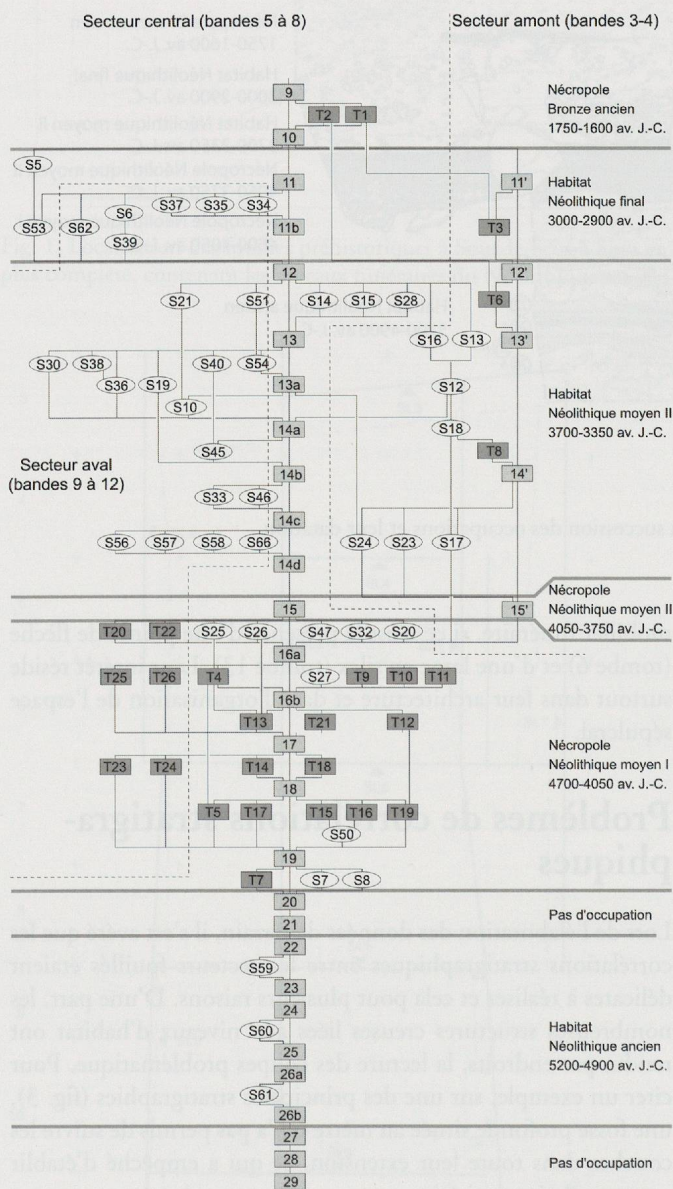 Secteur central (bandes 5 à 8) Secteur amont (bandes 3-4)
9
T2 T1
Nécropole
Bronze ancien
1750-1600 av. J.-C.
10
S5
11 11'
S37 S35 S34
S6
S53 S62 11b T3
S39
Habitat
Néolithique final
3000-2900 av. J.-C.
12 12'
S21 S51 S14 S15 S28 T6
13 S16 S13 13'
S30 S38 S40 S54
S36 S19 13a S12
S10
14a S18
S45 T8
Habitat
Néolithique moyen II
3700-3350 av. J.-C.
Secteur aval
(bandes 9 à 12)
14b 14'
S33 S46
14c
S56 S57 S58 S66 S24 S23 S17
14d
15 15'
Nécropole
Néolithique moyen II
4050-3750 av. J.-C.
T20 T22 S25 S26 S47 S32 S20
16a
T25 T26 T4 S27 T9 T10 T11
16b
T13 T21 T12
17
T23 T24 T14 T18
18
T5 T17 T15 T16 T19
S50
Nécropole
Néolithique moyen I
4700-4050 av. J.-C.
19
T7 S7 S8
20
21
Pas d'occupation
22
S59
23
24
S60
25
26a
S61
26b
Habitat
Néolithique ancien
5200-4900 av. J.-C.
27
28
29
Pas d'occupation